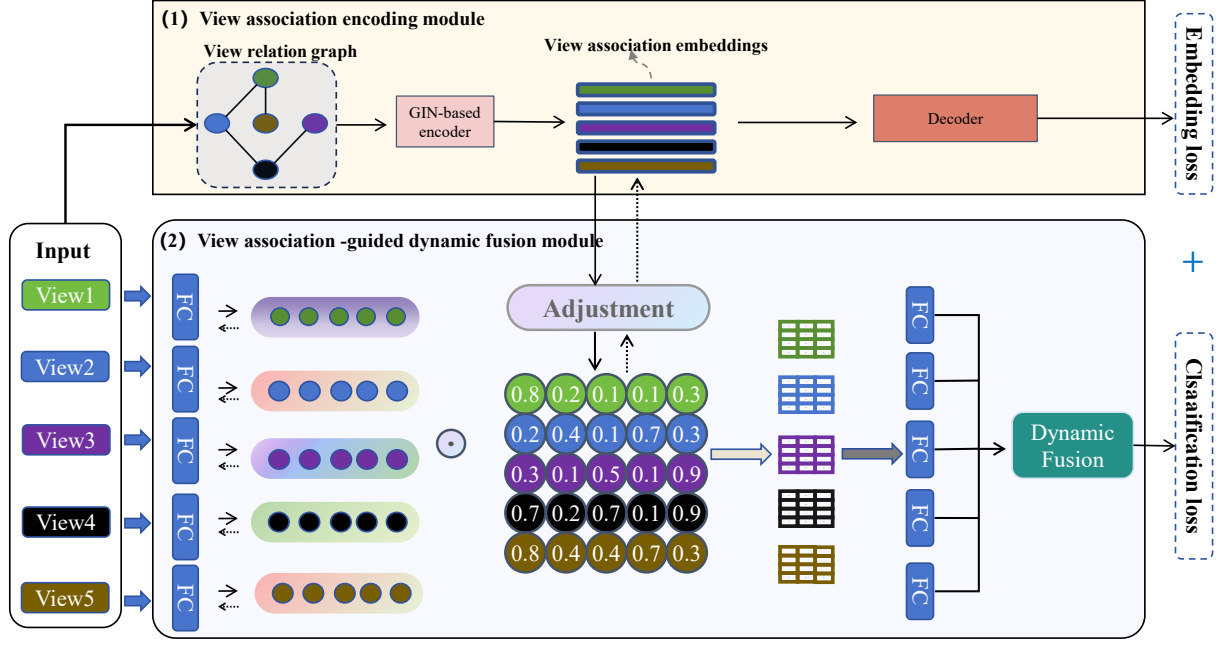 (1) View association encoding module
View relation graph
View association embeddings
GIN-based
encoder
Decoder
Embedding loss
Input
(2) View association -guided dynamic fusion module
View1
View2
View3
View4
View5
FC
FC
FC
FC
FC
Adjustment
0.8 0.2 0.1 0.1 0.3
0.2 0.4 0.1 0.7 0.3
0.3 0.1 0.5 0.1 0.9
0.7 0.2 0.7 0.1 0.9
0.8 0.4 0.4 0.7 0.3
FC
FC
FC
FC
FC
Dynamic
Fusion
+
Clsaaification loss